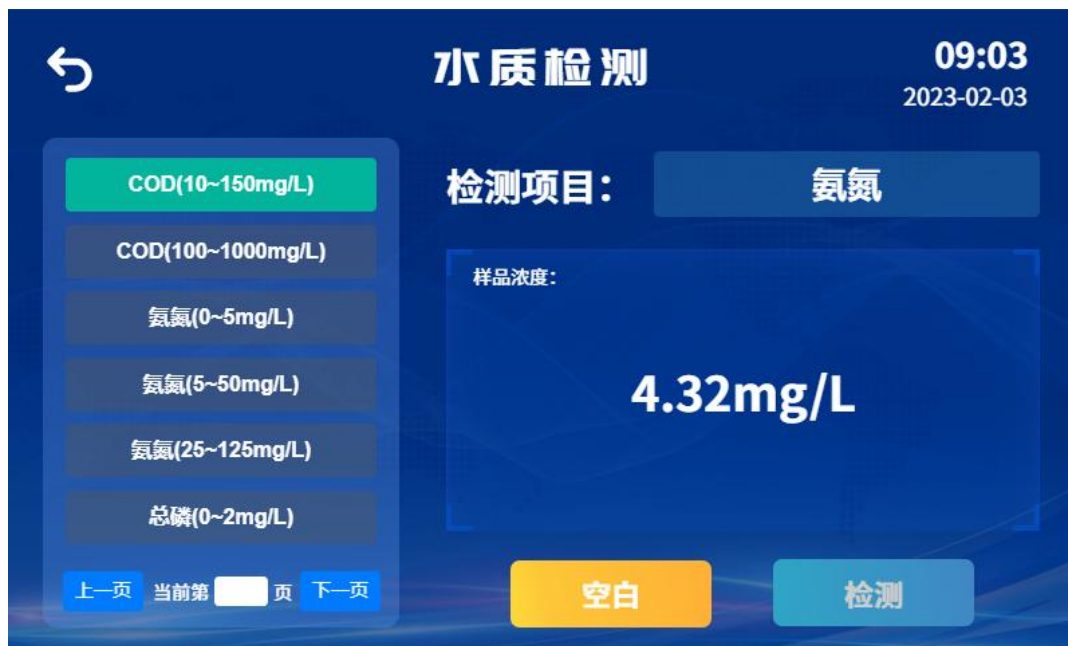 水质检测
09:03
2023-02-03
COD(10~150mg/L)
COD(100~1000mg/L)
氨氮(0~5mg/L)
氨氮(5~50mg/L)
氨氮(25~125mg/L)
总磷(0~2mg/L)
上一页 当前第 页 下一页
检测项目： 氨氮
样品浓度：
4.32mg/L
空白 检测